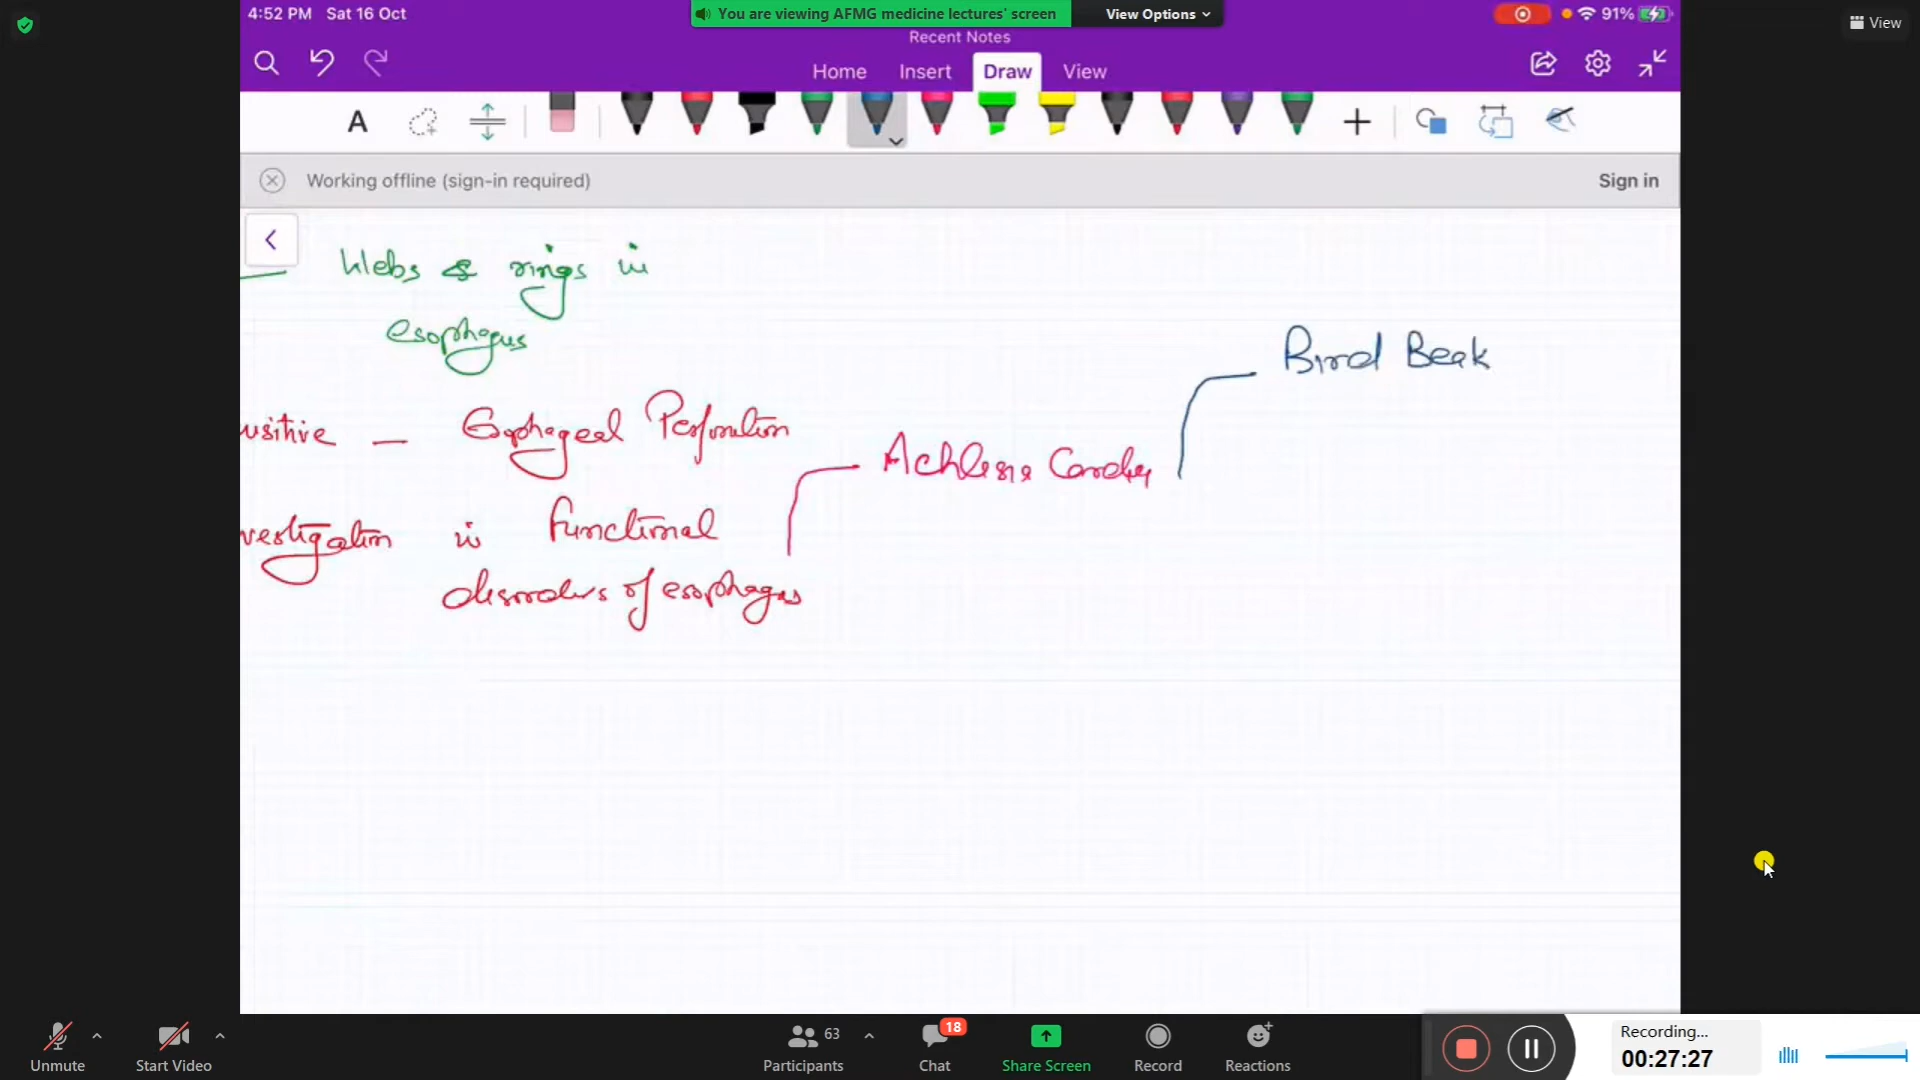 4:52 PM Sat 16 Oct
You are viewing AFMG medicine lectures' screen
View Options
91%
View
Recent Notes
Home Insert Draw View
A
Working offline (sign-in required)
Sign in
Webs & rings in
esophagus
Bird Beak
usitive — Esophageal Perforation
Achlesia Cardia
vestigation in functional
disorders of esophagus
Unmute
Start Video
63
Participants
18
Chat
Share Screen
Record
Reactions
Recording...
00:27:27